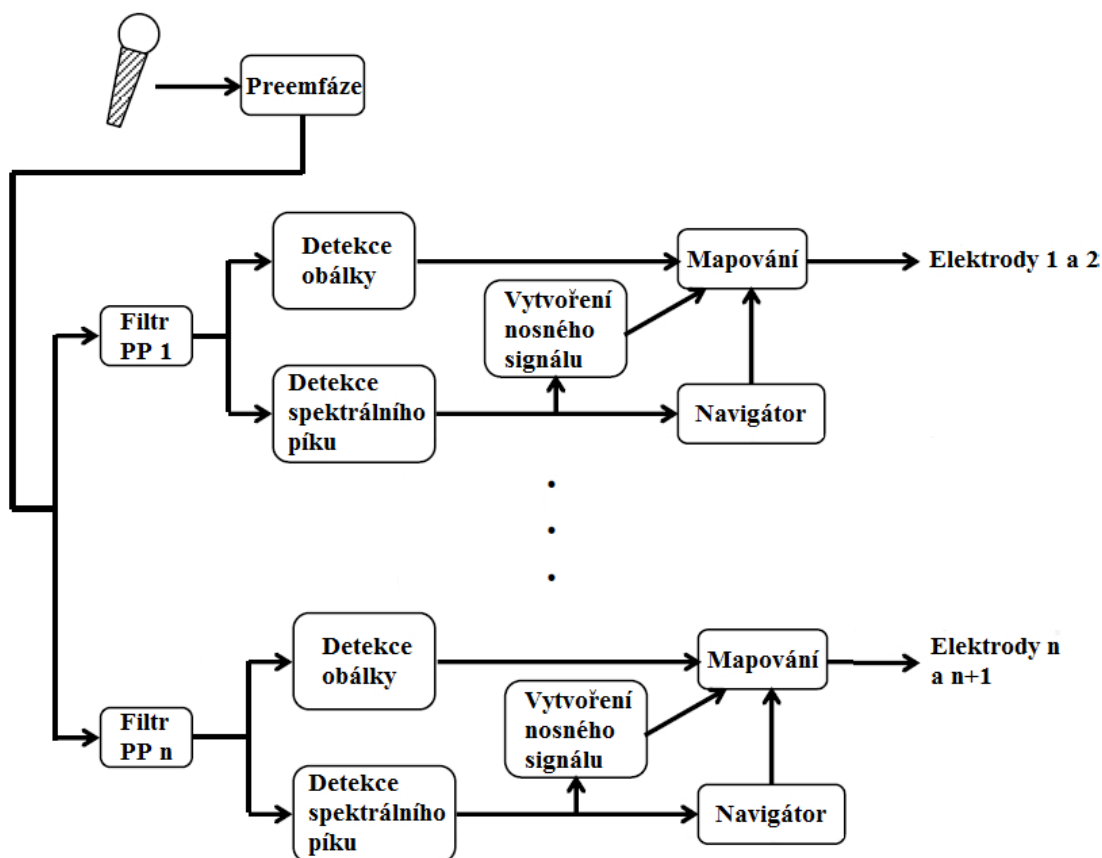 Preemfáze
Detekce
obálky
Mapování
Elektrody 1 a 2
Vytvoření
nosného
signálu
Filtr
PP 1
Detekce
spektrálního
píku
Navigátor
Detekce
obálky
Mapování
Elektrody n
a n+1
Vytvoření
nosného
signálu
Filtr
PP n
Detekce
spektrálního
píku
Navigátor